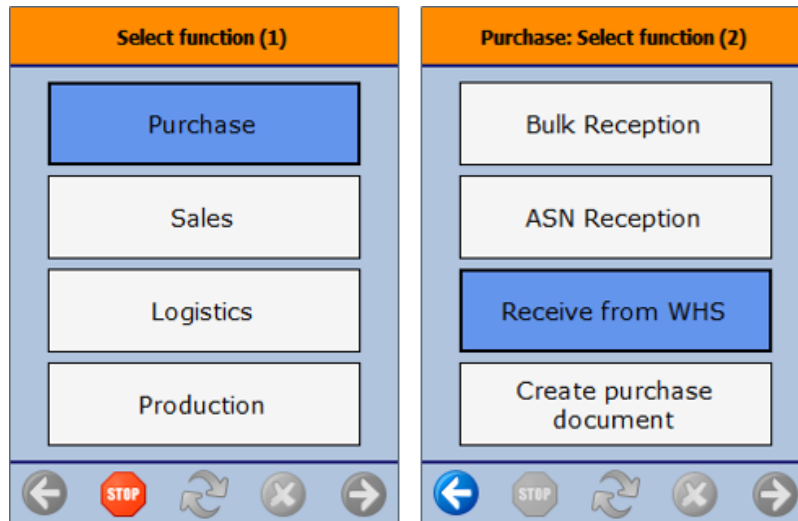 Select function (1)
Purchase
Sales
Logistics
Production
STOP
Purchase: Select function (2)
Bulk Reception
ASN Reception
Receive from WHS
Create purchase
document
STOP